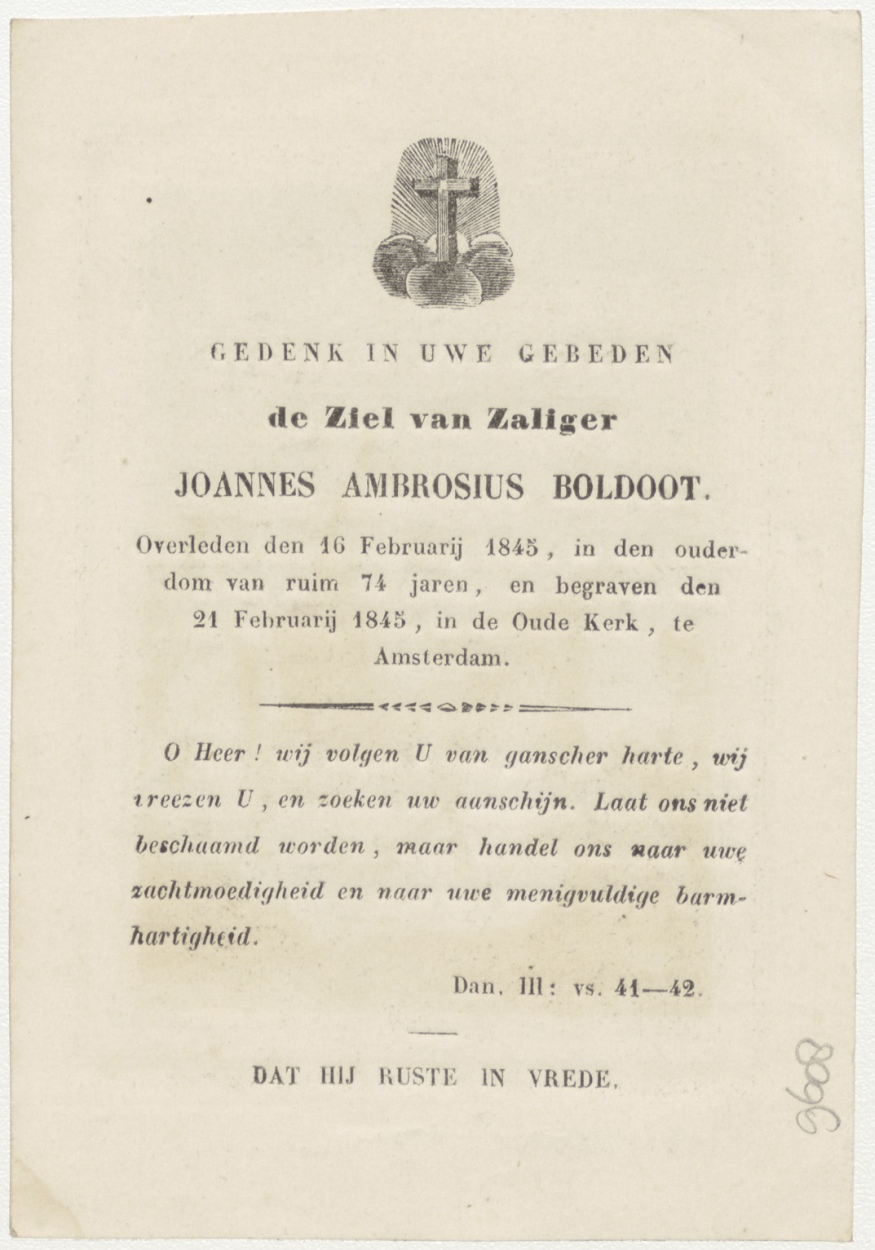 GEDENK IN UWE GEBEDEN
de Ziel van Zaliger
JOANNES AMBROSIUS BOLDOOT.
Overleden den 16 Februarij 1845, in den ouder-
dom van ruim 74 jaren, en begraven den
21 Februarij 1845, in de Oude Kerk, te
Amsterdam.
O Heer! wij volgen U van ganscher harte, wij
vreezen U, en zoeken uw aanschijn. Laat ons niet
beschaamd worden, maar handel ons naar uwe
zachtmoedigheid en naar uwe menigvuldige barm-
hartigheid.
Dan. III: vs. 41—42.
DAT HIJ RUSTE IN VREDE.
8096